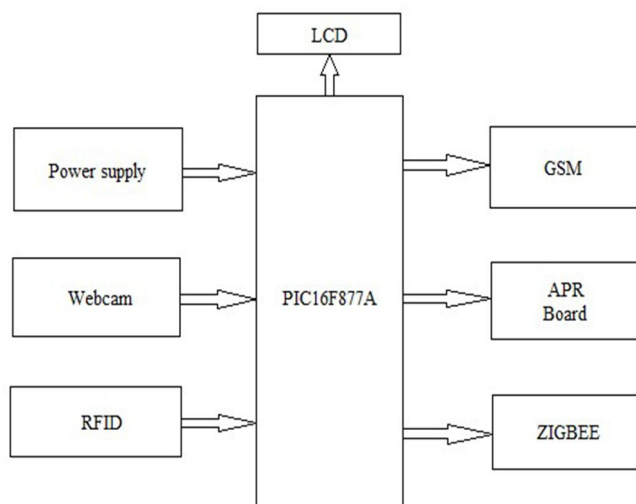 LCD
Power supply
GSM
Webcam
PIC16F877A
APR
Board
RFID
ZIGBEE